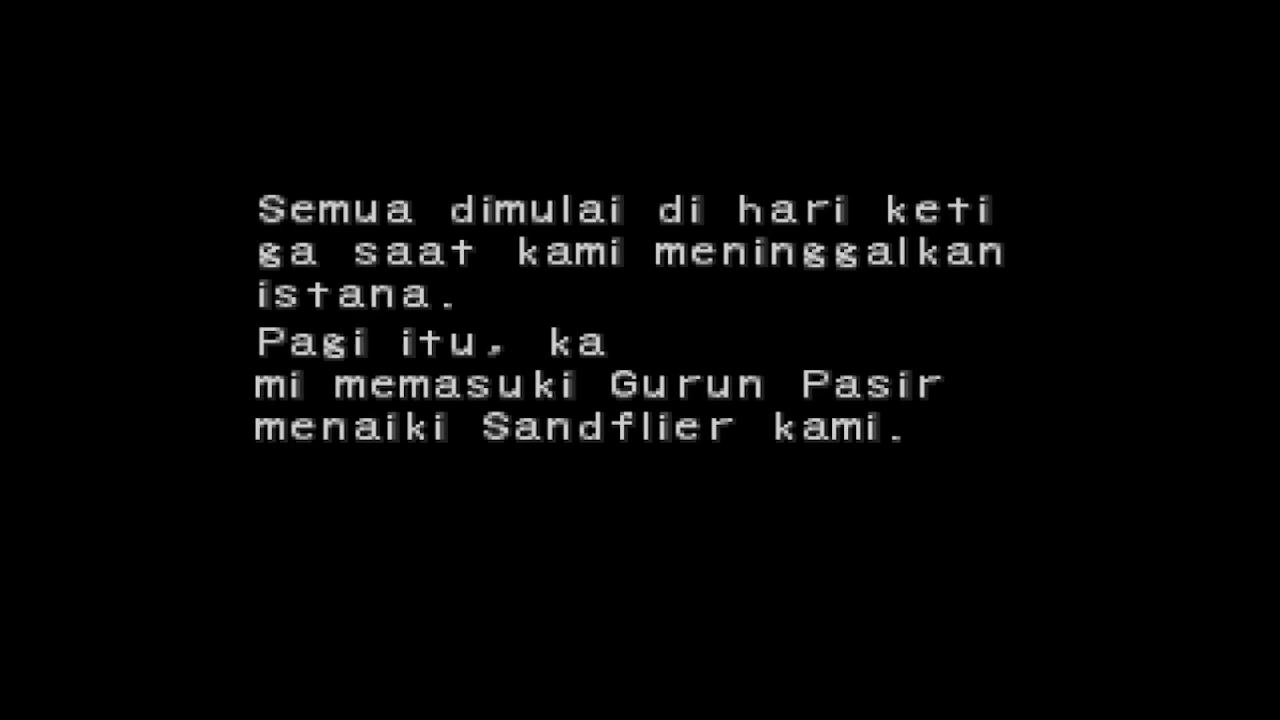 Semua dimulai di hari keti
ga saat kami meninggalkan
istana.
Pagi itu, ka
mi memasuki Gurun Pasir
menaiki Sandflier kami.